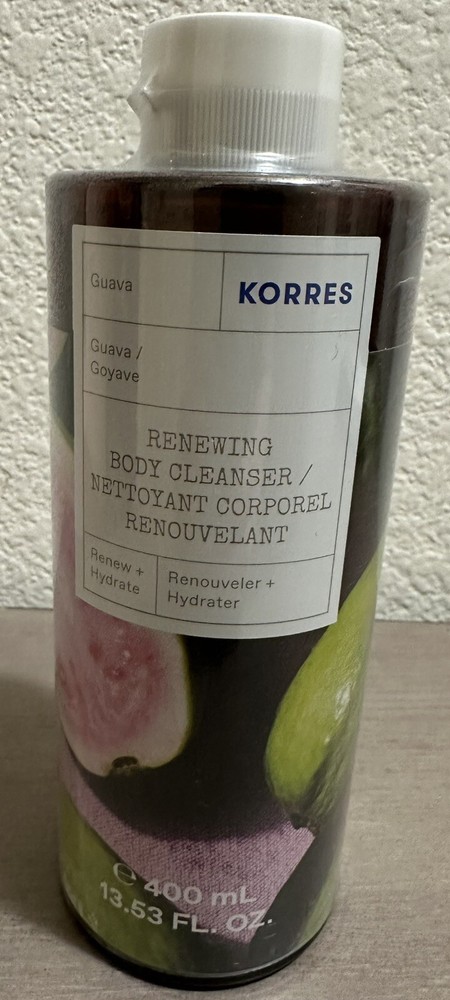 Guava
KORRES
Guava /
Goyave
RENEWING
BODY CLEANSER /
NETTOYANT CORPOREL
RENOUVELANT
Renew +
Hydrate
Renouveler +
Hydrater
℮ 400 mL
13.53 FL. OZ.